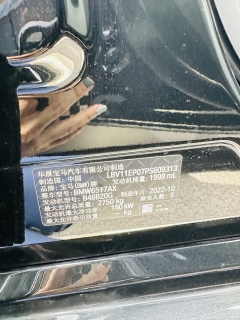 华晨宝马汽车有限公司制造
制造国：中国 LBV11EP07PS609313
品牌：宝马(BMW)牌 发动机排量：1998 mL
整车型号：BMW6517AX
发动机型号：B48B20G 制造年月：2022-10
最大允许总质量：2750 kg 乘坐人数：5
发动机最大净功率：180 kW
kg